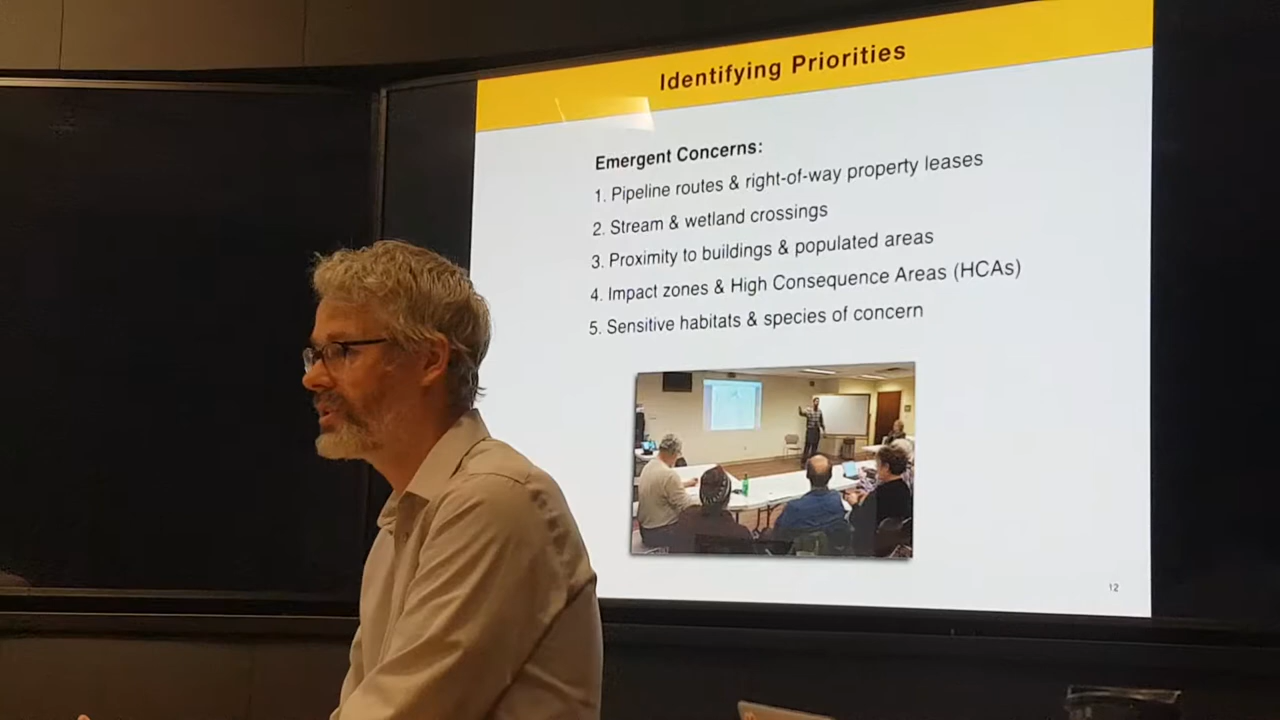 Identifying Priorities
Emergent Concerns:
1. Pipeline routes & right-of-way property leases
2. Stream & wetland crossings
3. Proximity to buildings & populated areas
4. Impact zones & High Consequence Areas (HCAs)
5. Sensitive habitats & species of concern
12